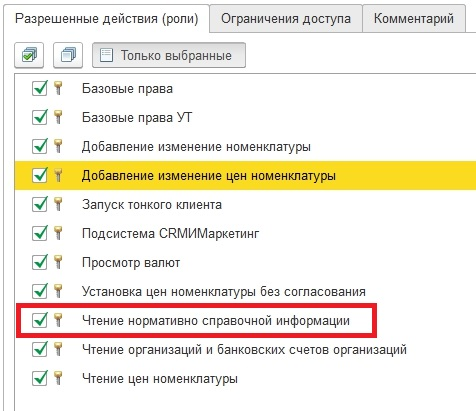 Разрешенные действия (роли)
Ограничения доступа
Комментарий
Только выбранные
Базовые права
Базовые права УТ
Добавление изменение номенклатуры
Добавление изменение цен номенклатуры
Запуск тонкого клиента
Подсистема CRMИМаркетинг
Просмотр валют
Установка цен номенклатуры без согласования
Чтение нормативно справочной информации
Чтение организаций и банковских счетов организаций
Чтение цен номенклатуры